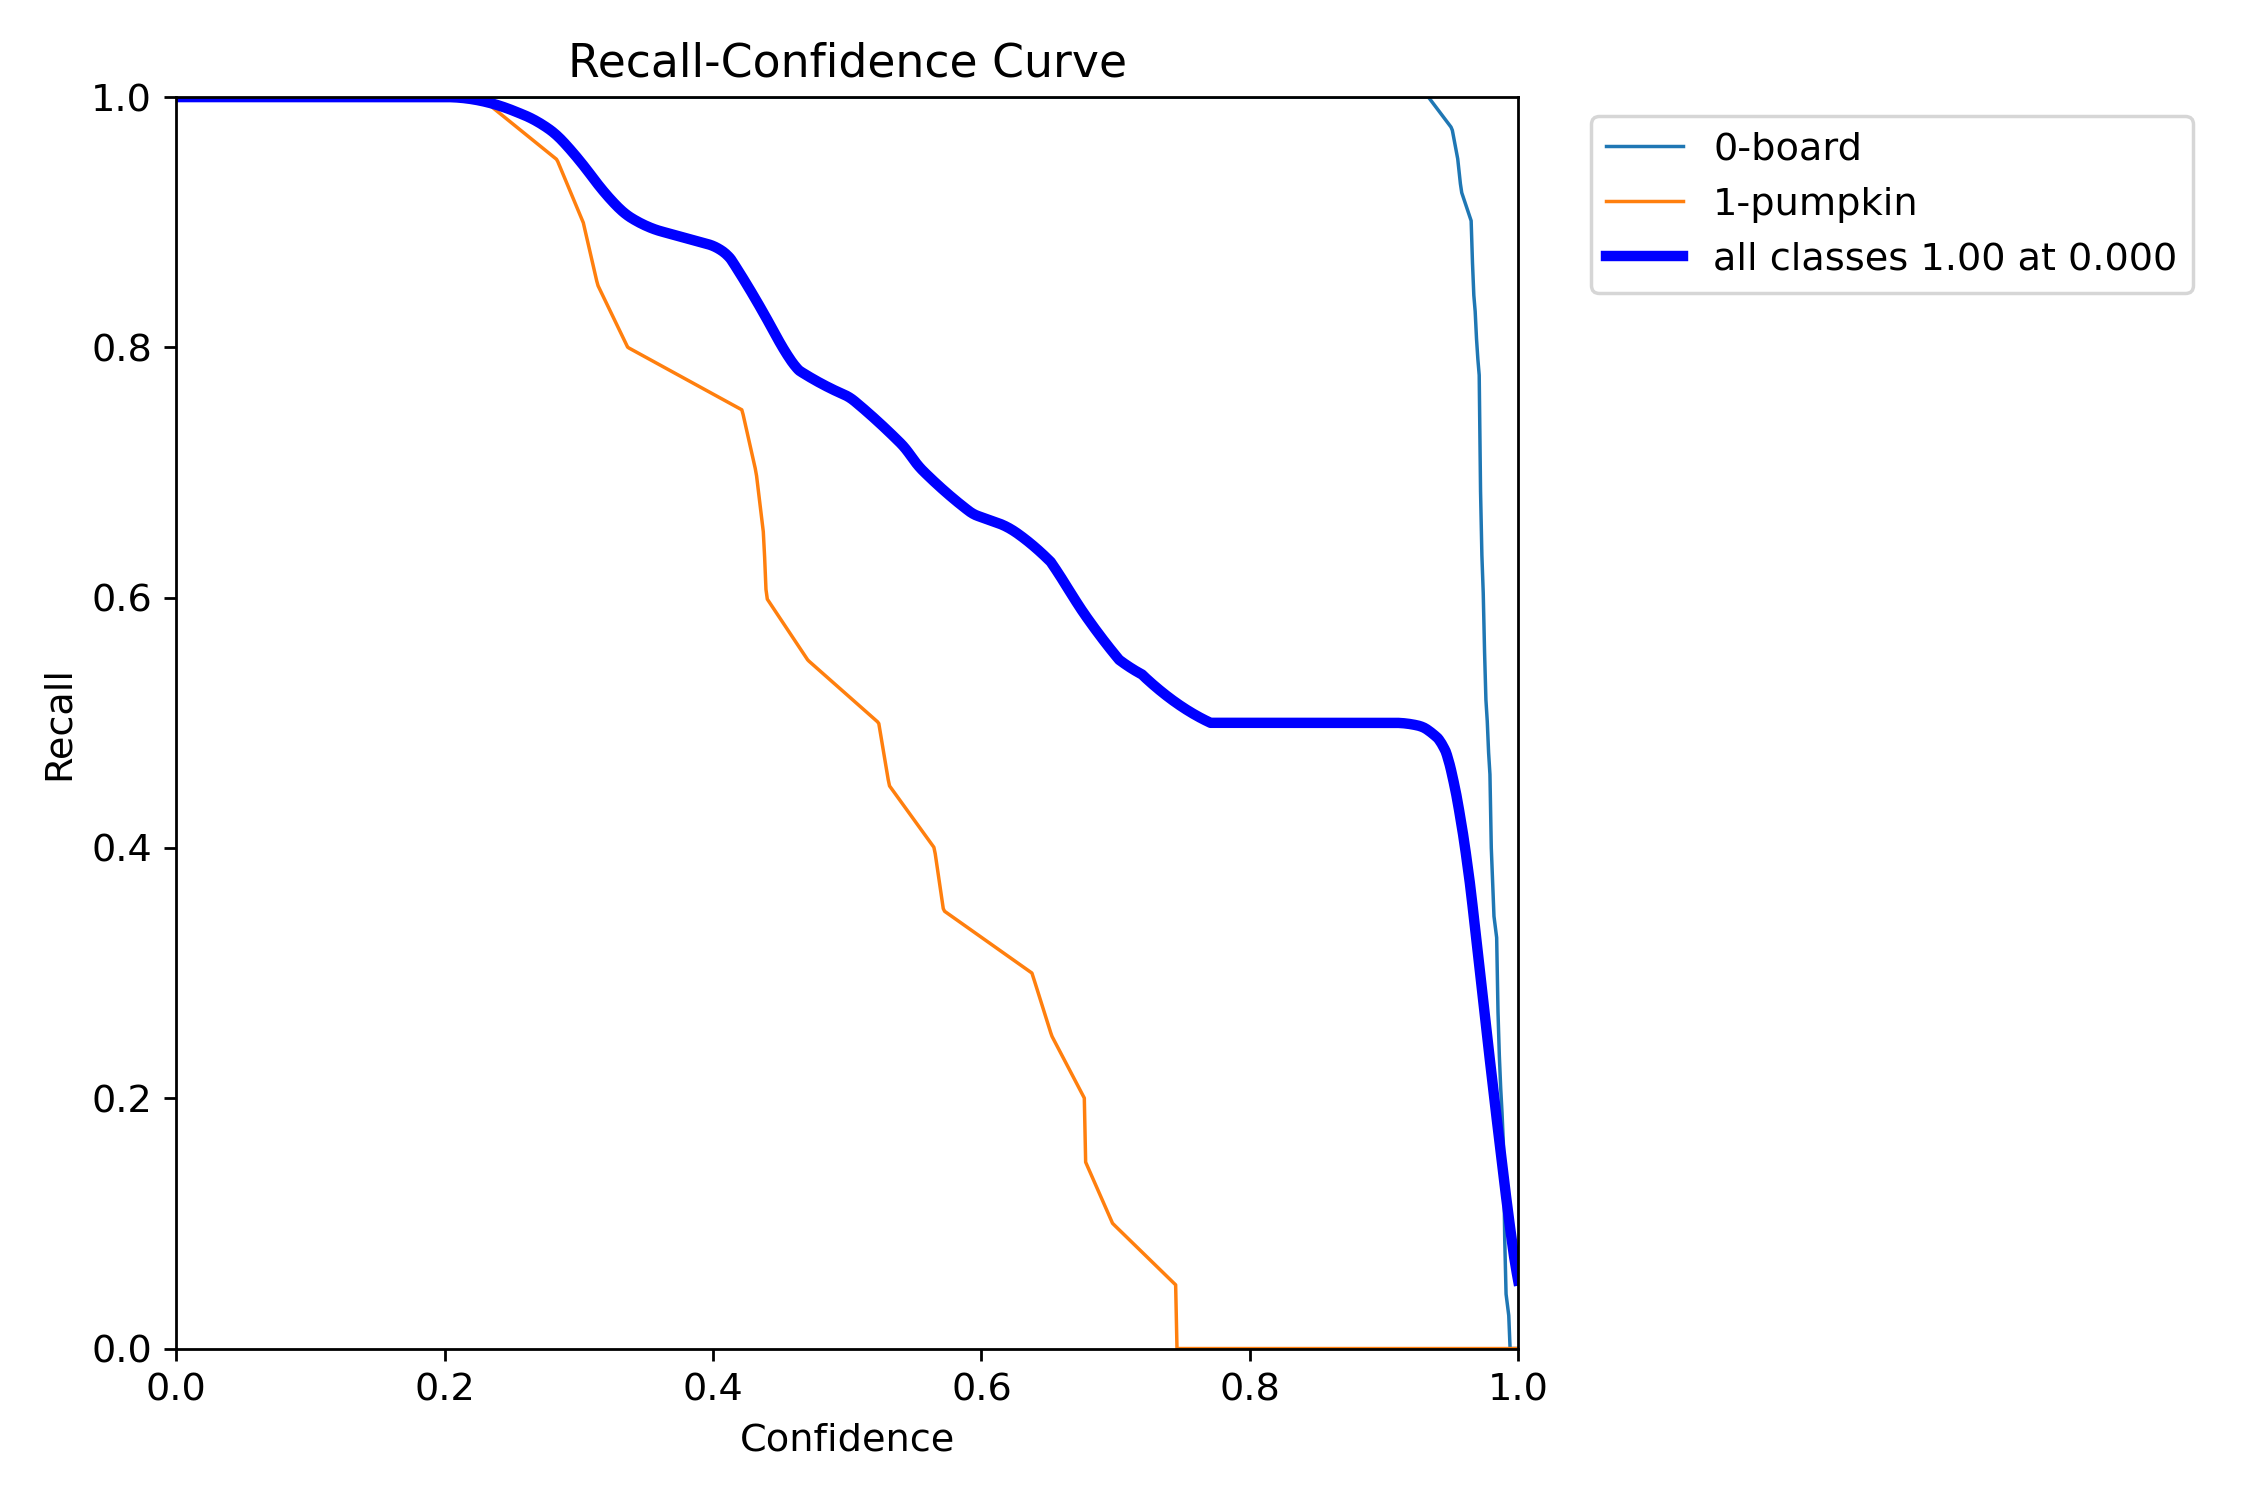 Recall-Confidence Curve
1.0
0.8
0.6
0.4
0.2
0.0
Recall
0.0 0.2 0.4 0.6 0.8 1.0
Confidence
0-board
1-pumpkin
all classes 1.00 at 0.000